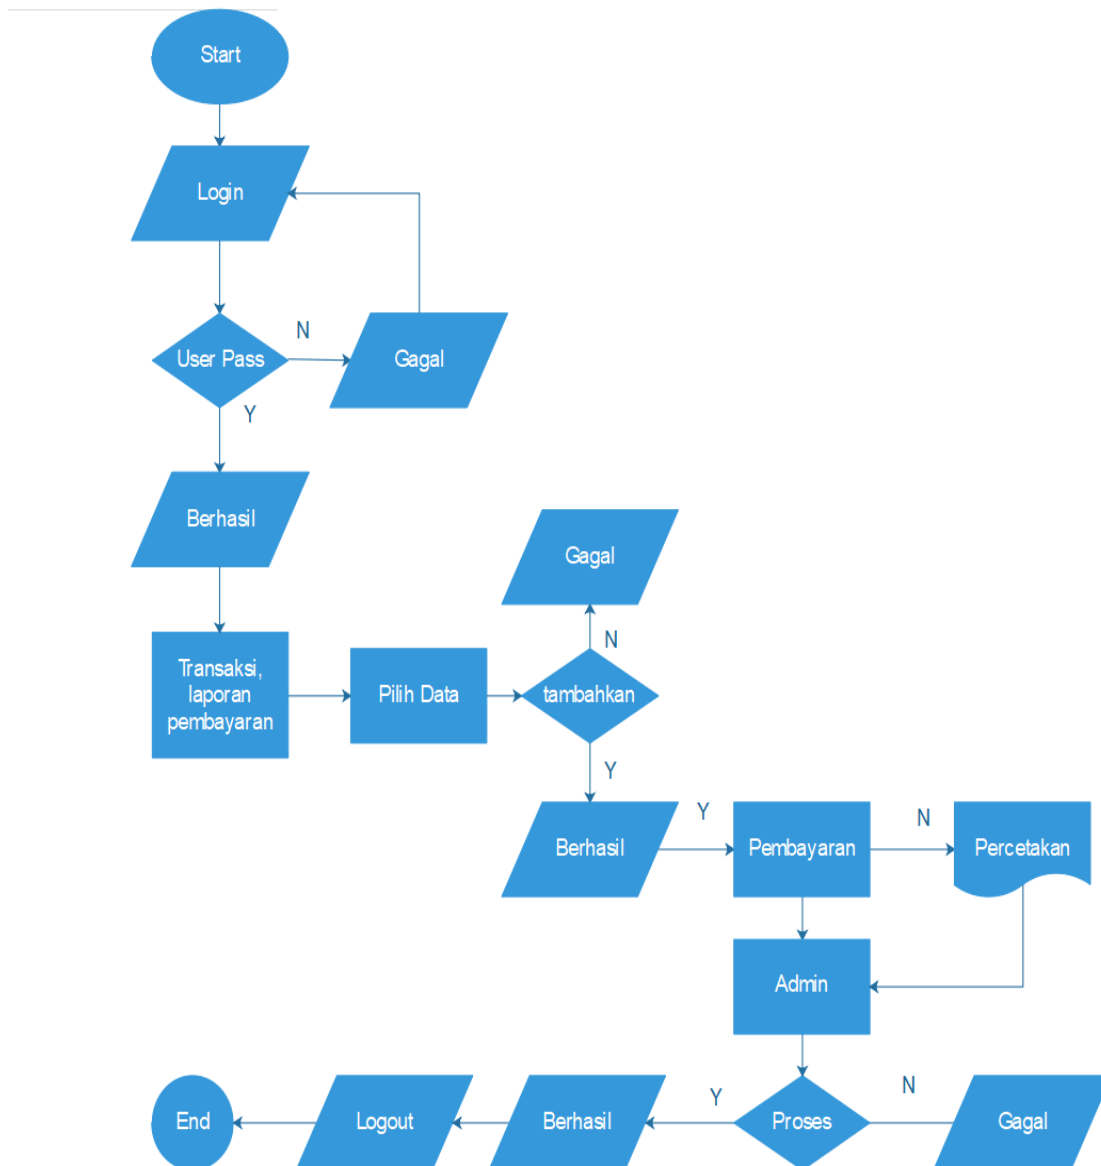 Start
Login
User Pass
N
Gagal
Y
Berhasil
Gagal
N
Transaksi,
laporan
pembayaran
Pilih Data
tambahkan
Y
Berhasil
Y
Pembayaran
N
Percetakan
Admin
End
Logout
Berhasil
Y
Proses
N
Gagal